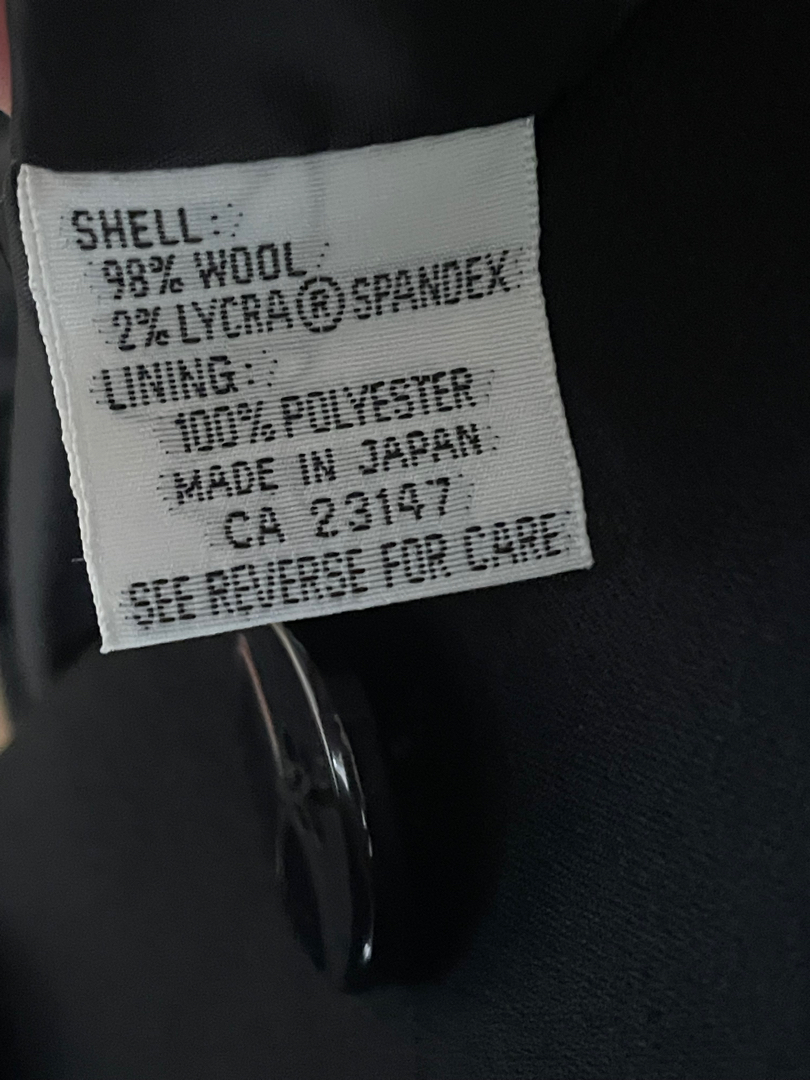 SHELL:
98% WOOL
2% LYCRA® SPANDEX
LINING:
100% POLYESTER
MADE IN JAPAN
CA 23147
SEE REVERSE FOR CARE